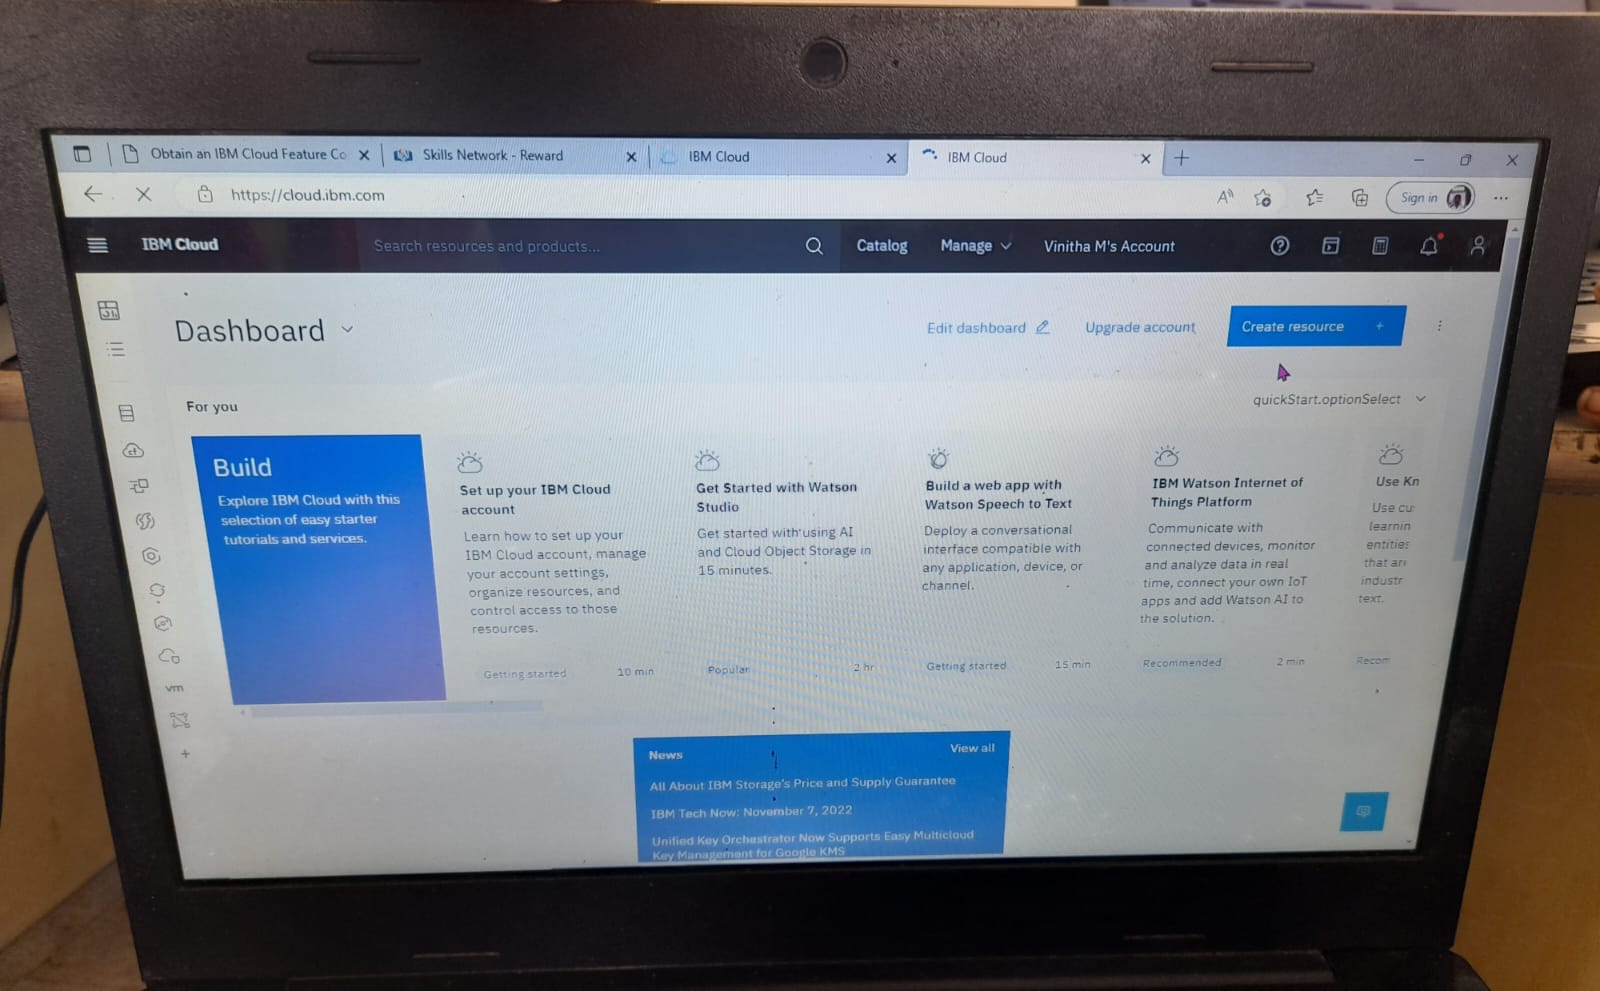 Obtain an IBM Cloud Feature Co
Skills Network - Reward
IBM Cloud
IBM Cloud
https://cloud.ibm.com
Sign in
IBM Cloud
Search resources and products...
Catalog
Manage
Vinitha M's Account
Dashboard
Edit dashboard
Upgrade account
Create resource +
For you
quickStart.optionSelect
Build
Explore IBM Cloud with this
selection of easy starter
tutorials and services.
Set up your IBM Cloud
account
Learn how to set up your
IBM Cloud account, manage
your account settings,
organize resources, and
control access to those
resources.
Getting started
10 min
Get Started with Watson
Studio
Get started with using AI
and Cloud Object Storage in
15 minutes.
Popular
2 hr
Build a web app with
Watson Speech to Text
Deploy a conversational
interface compatible with
any application, device, or
channel.
Getting started
15 min
IBM Watson Internet of
Things Platform
Communicate with
connected devices, monitor
and analyze data in real
time, connect your own IoT
apps and add Watson AI to
the solution.
Recommended
2 min
Use Kn
Use cu
learnin
entities
that are
industr
text.
Recom
vm
News
View all
All About IBM Storage's Price and Supply Guarantee
IBM Tech Now: November 7, 2022
Unified Key Orchestrator Now Supports Easy Multicloud
Key Management for Google KMS